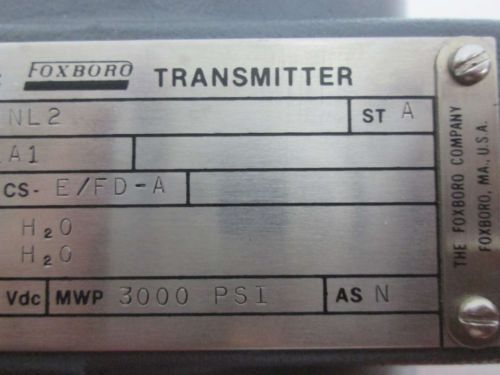 FOXBORO TRANSMITTER
NL2 ST A
A1
CS- E/FD-A
H₂O
H₂O
Vdc MWP 3000 PSI AS N
THE FOXBORO COMPANY
FOXBORO, MA., U.S.A.